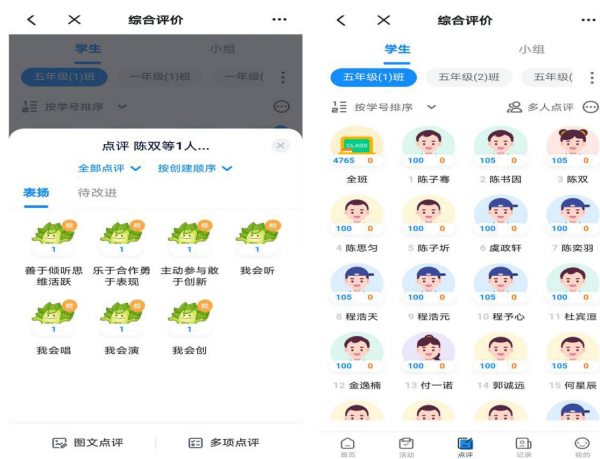 综合评价
学生 小组
五年级(1)班 一年级(1)班 一年级(
按学号排序
点评 陈双等1人...
全部点评 按创建顺序
表扬 待改进
校 校 校 校
1 1 1 1
善于倾听思维活跃 乐于合作勇于表现 主动参与敢于创新 我会听
校 校 校
1 1 1
我会唱 我会演 我会创
图文点评 多项点评
综合评价
学生 小组
五年级(1)班 五年级(2)班 五年级(
按学号排序 多人点评
CLASS
4765 0 100 0 105 0 105 0
全班 1 陈子骞 2 陈书因 3 陈双
100 0 100 0 100 0 100 0
4 陈思匀 5 陈子圻 6 虞政轩 7 陈奕羽
105 0 100 0 105 0 100 0
8 程浩天 9 程浩元 10 程予心 11 杜宾洹
100 0 100 0 100 0 100 0
12 金逸楠 13 付一诺 14 郭诚远 15 何星辰
首页 活动 点评 记录 我的